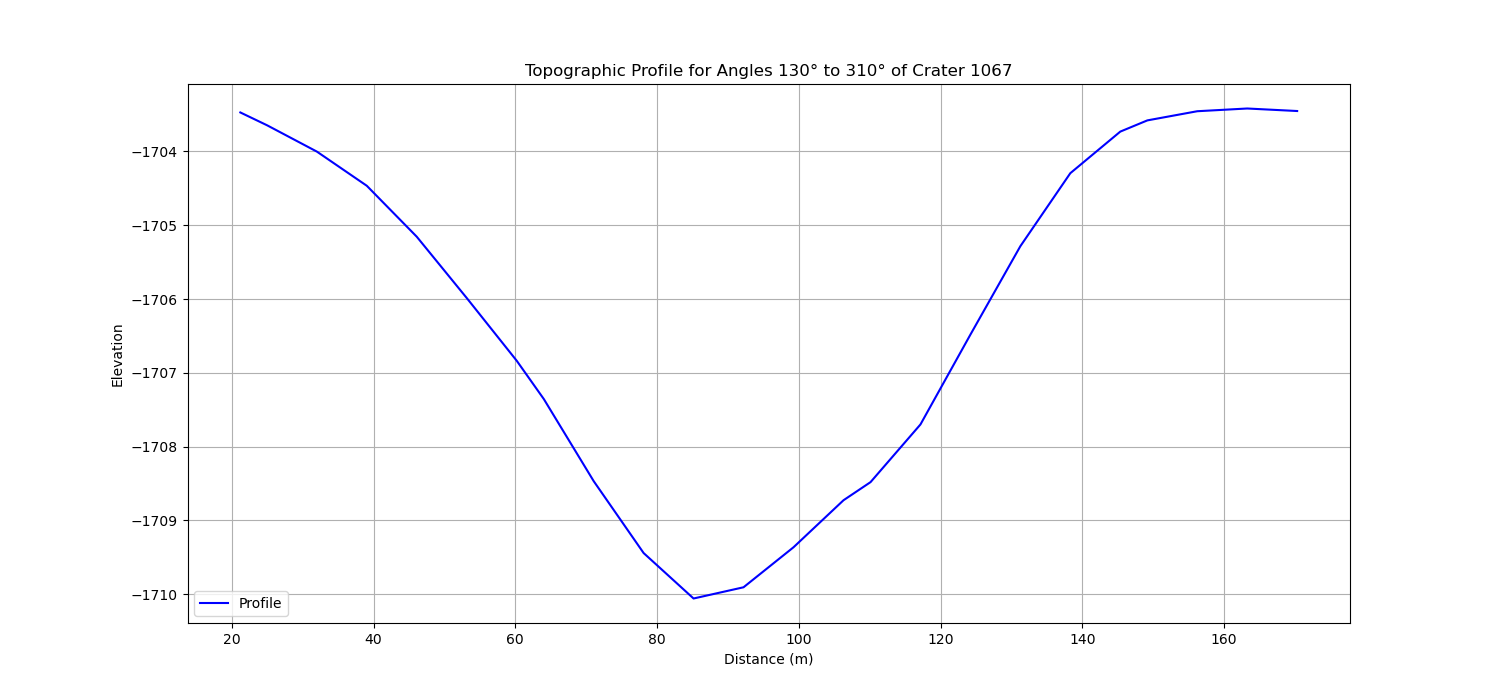 Topographic Profile for Angles 130° to 310° of Crater 1067
Elevation
−1704
−1705
−1706
−1707
−1708
−1709
−1710
Profile
20 40 60 80 100 120 140 160
Distance (m)